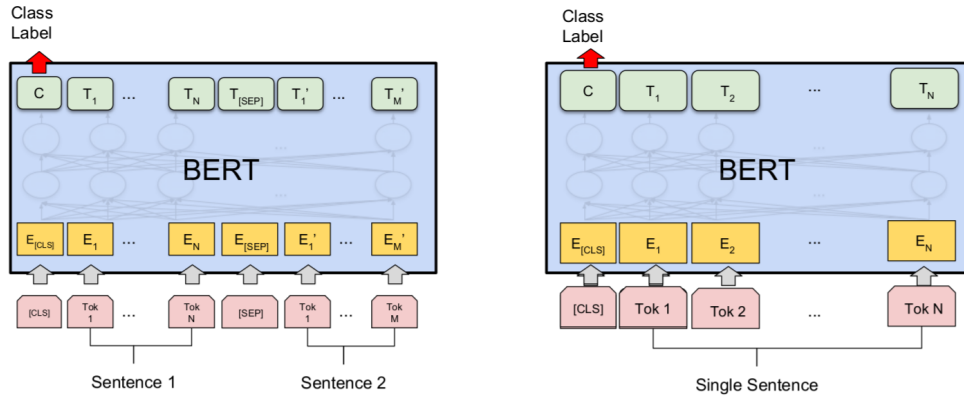 Class
Label
C T1 ... TN T[SEP] T1' ... TM'
...
BERT
...
E[CLS] E1 ... EN E[SEP] E1' ... EM'
[CLS] Tok 1 ... Tok N [SEP] Tok 1 ... Tok M
Sentence 1 Sentence 2
Class
Label
C T1 T2 ... TN
...
BERT
...
E[CLS] E1 E2 ... EN
[CLS] Tok 1 Tok 2 ... Tok N
Single Sentence